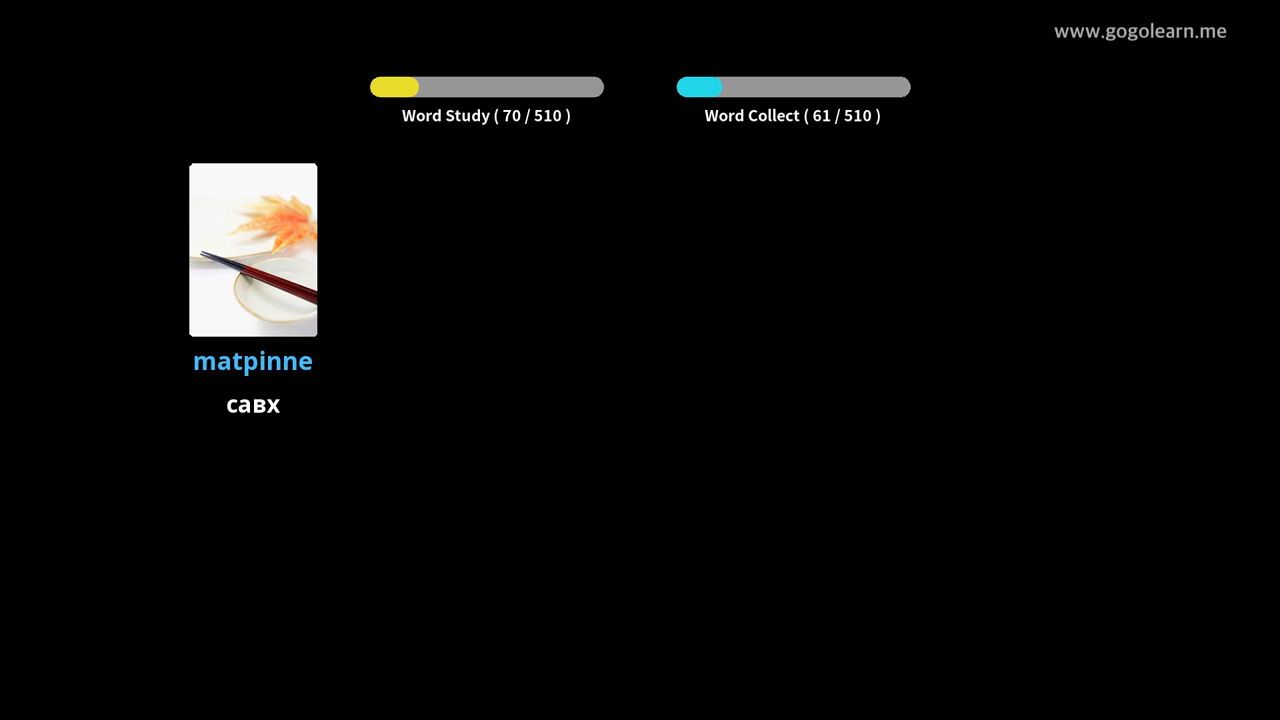 www.gogolearn.me
Word Study ( 70 / 510 )
Word Collect ( 61 / 510 )
matpinne
савх